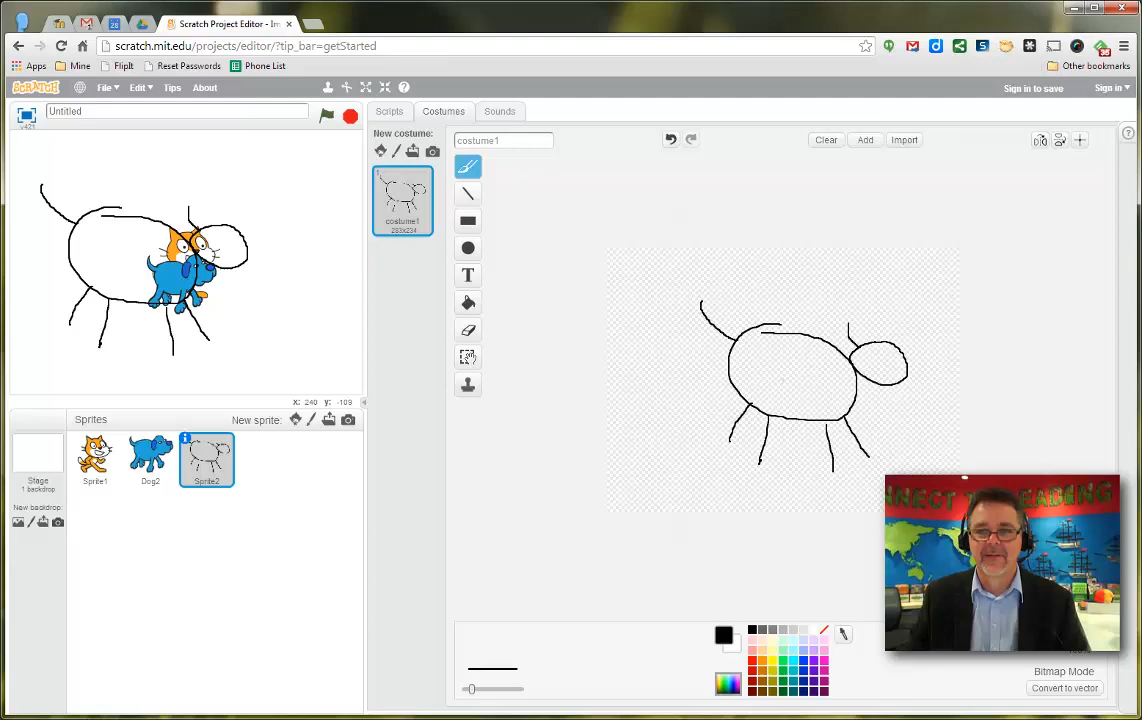 Scratch Project Editor - Im
scratch.mit.edu/projects/editor/?tip_bar=getStarted
Apps Mine FlipIt Reset Passwords Phone List Other bookmarks
SCRATCH File Edit Tips About Sign in to save Sign in
Untitled
v421
Scripts Costumes Sounds
New costume:
costume1
Clear Add Import
costume1
283x234
T
X: 240 y: -109
Sprites New sprite:
Stage
1 backdrop
New backdrop:
Sprite1 Dog2 Sprite2
NNECT TO LEADING
Bitmap Mode
Convert to vector